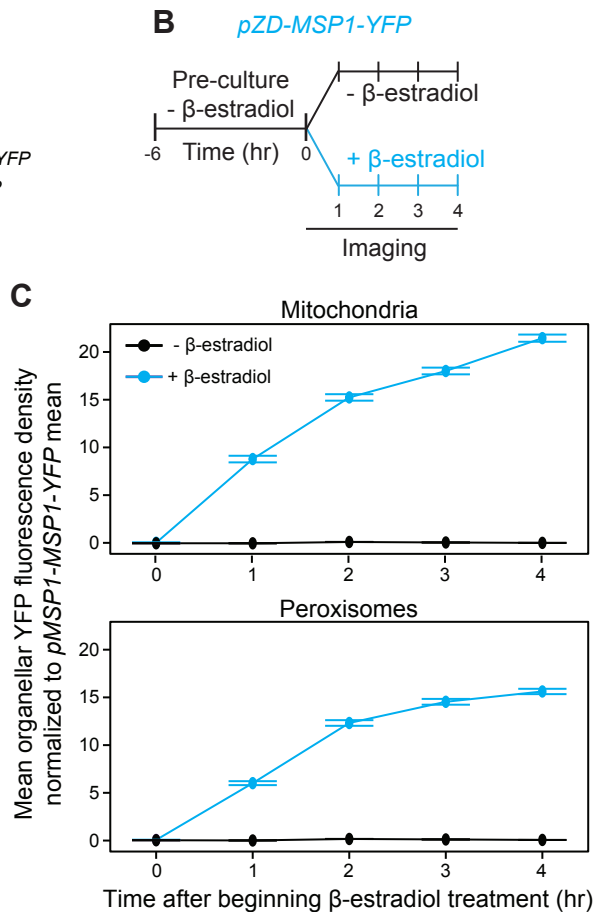 B
pZD-MSP1-YFP
Pre-culture
- β-estradiol
- β-estradiol
-6
Time (hr)
0
+ β-estradiol
1 2 3 4
Imaging
YFP
C
Mitochondria
- β-estradiol
+ β-estradiol
20
15
10
5
0
0 1 2 3 4
Peroxisomes
20
15
10
5
0
0 1 2 3 4
Mean organellar YFP fluorescence density
normalized to pMSP1-MSP1-YFP mean
Time after beginning β-estradiol treatment (hr)